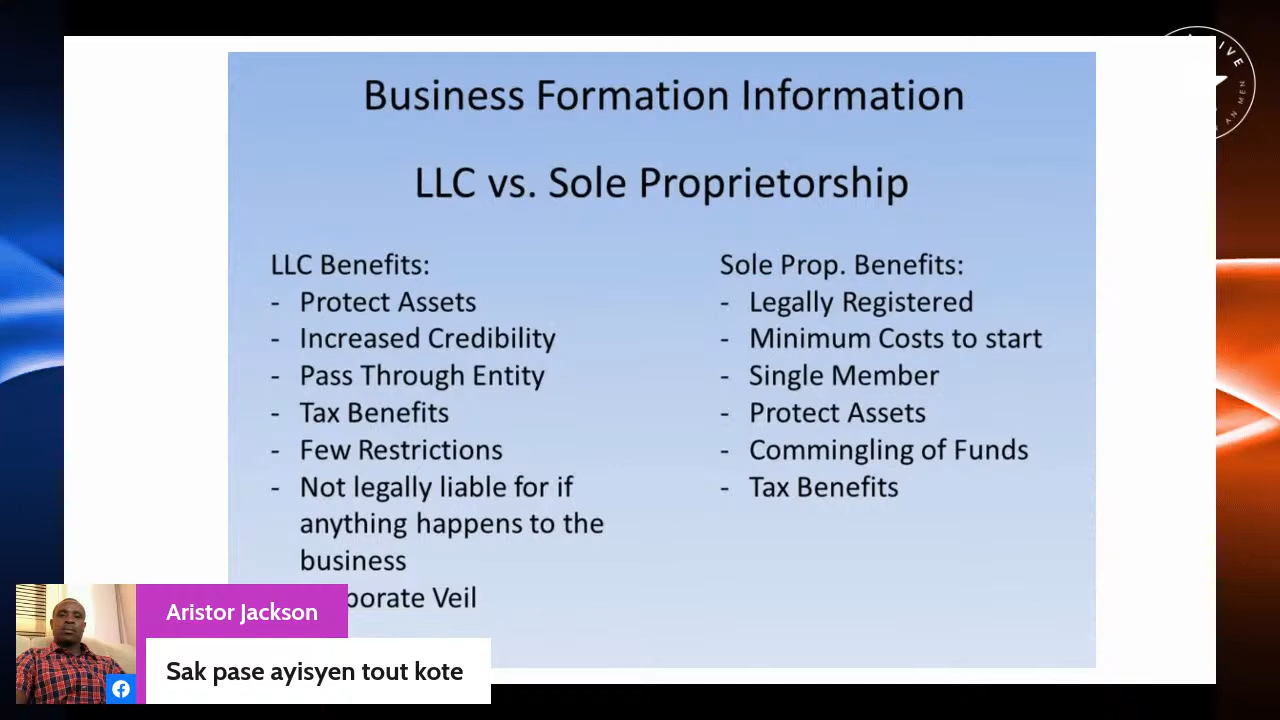 Business Formation Information
LLC vs. Sole Proprietorship
LLC Benefits:
- Protect Assets
- Increased Credibility
- Pass Through Entity
- Tax Benefits
- Few Restrictions
- Not legally liable for if
anything happens to the
business
Veil
Sole Prop. Benefits:
- Legally Registered
- Minimum Costs to start
- Single Member
- Protect Assets
- Commingling of Funds
- Tax Benefits
Aristor Jackson
Sak pase ayisyen tout kote